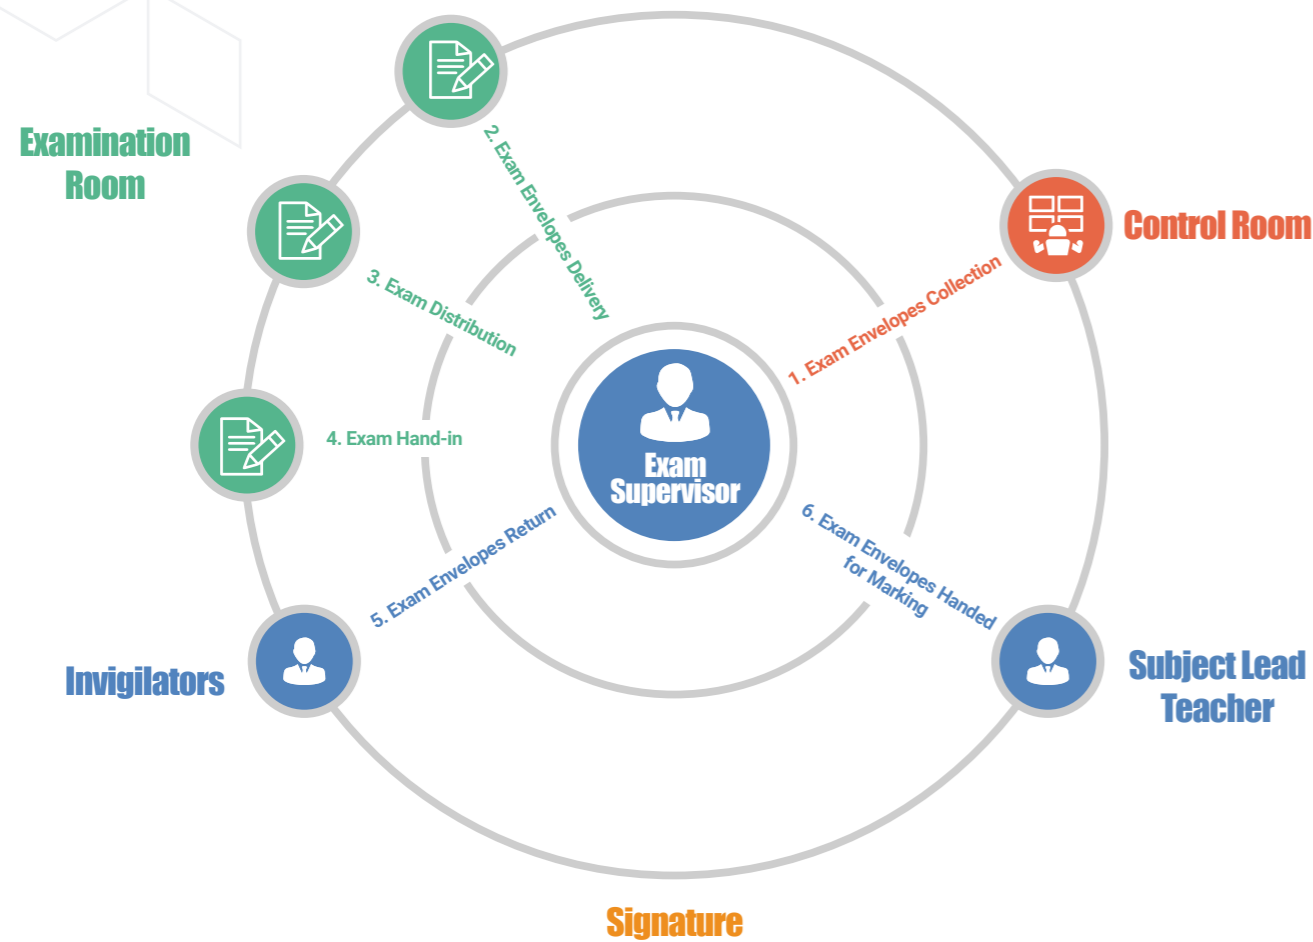 Examination
Room
2. Exam Envelopes Delivery
Control Room
1. Exam Envelopes Collection
3. Exam Distribution
4. Exam Hand-in
Exam
Supervisor
5. Exam Envelopes Return
6. Exam Envelopes Handed
for Marking
Invigilators
Subject Lead
Teacher
Signature